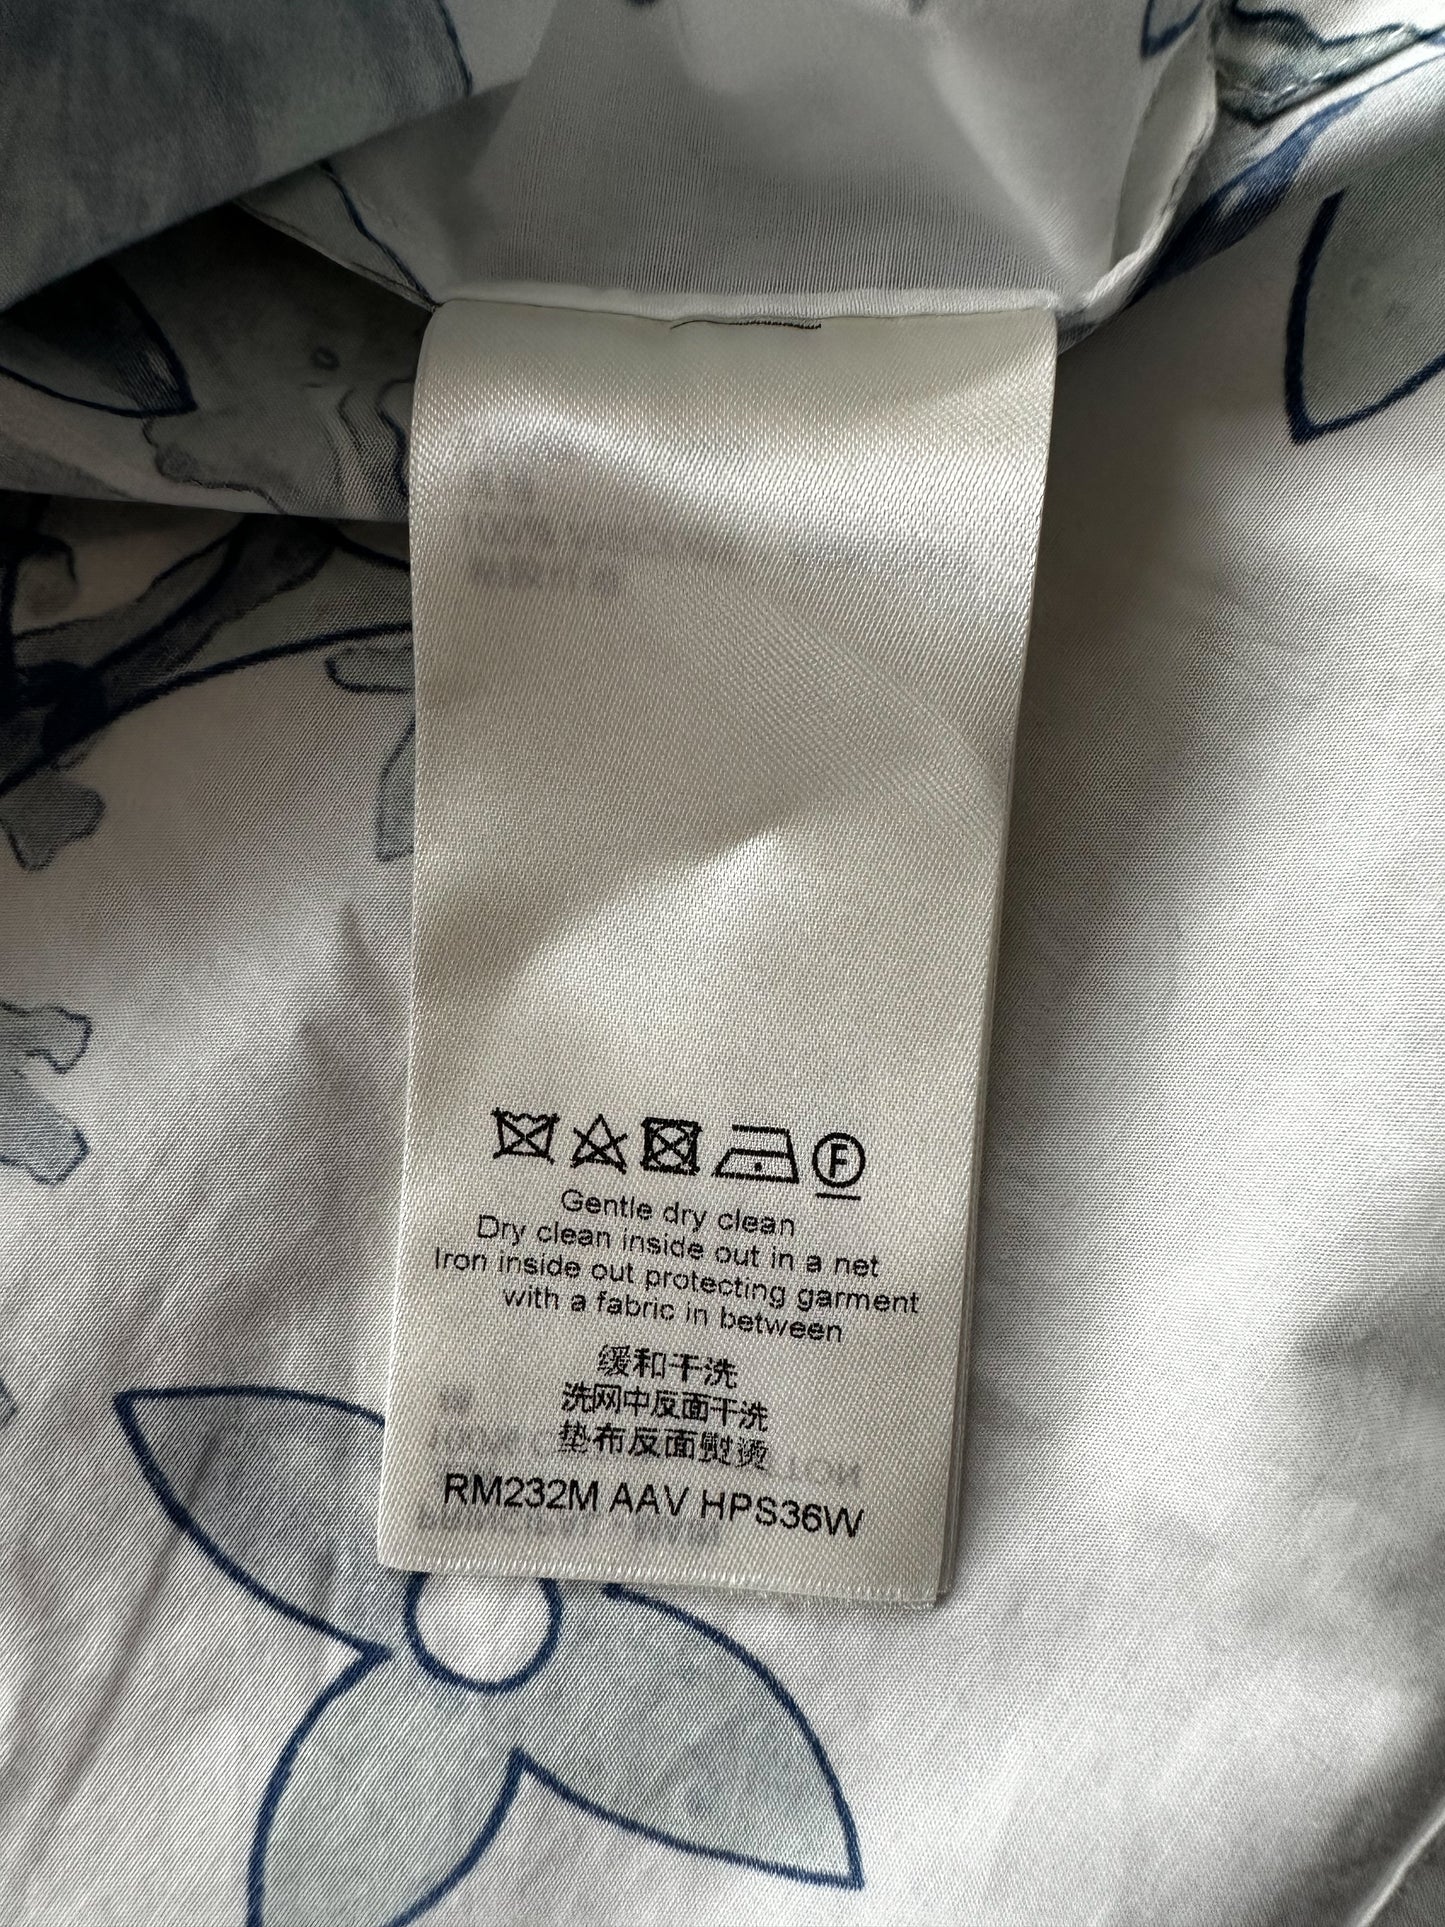 F
Gentle dry clean
Dry clean inside out in a net
Iron inside out protecting garment
with a fabric in between
缓和干洗
洗网中反面干洗
垫布反面熨烫
RM232M AAV HPS36W